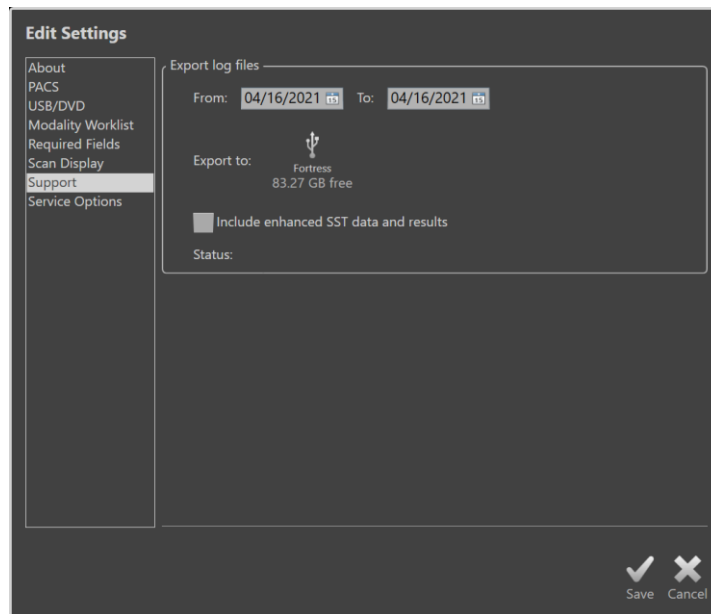 Edit Settings
About
PACS
USB/DVD
Modality Worklist
Required Fields
Scan Display
Support
Service Options
Export log files
From: 04/16/2021 15 To: 04/16/2021 15
Export to:
Fortress
83.27 GB free
Include enhanced SST data and results
Status:
Save Cancel